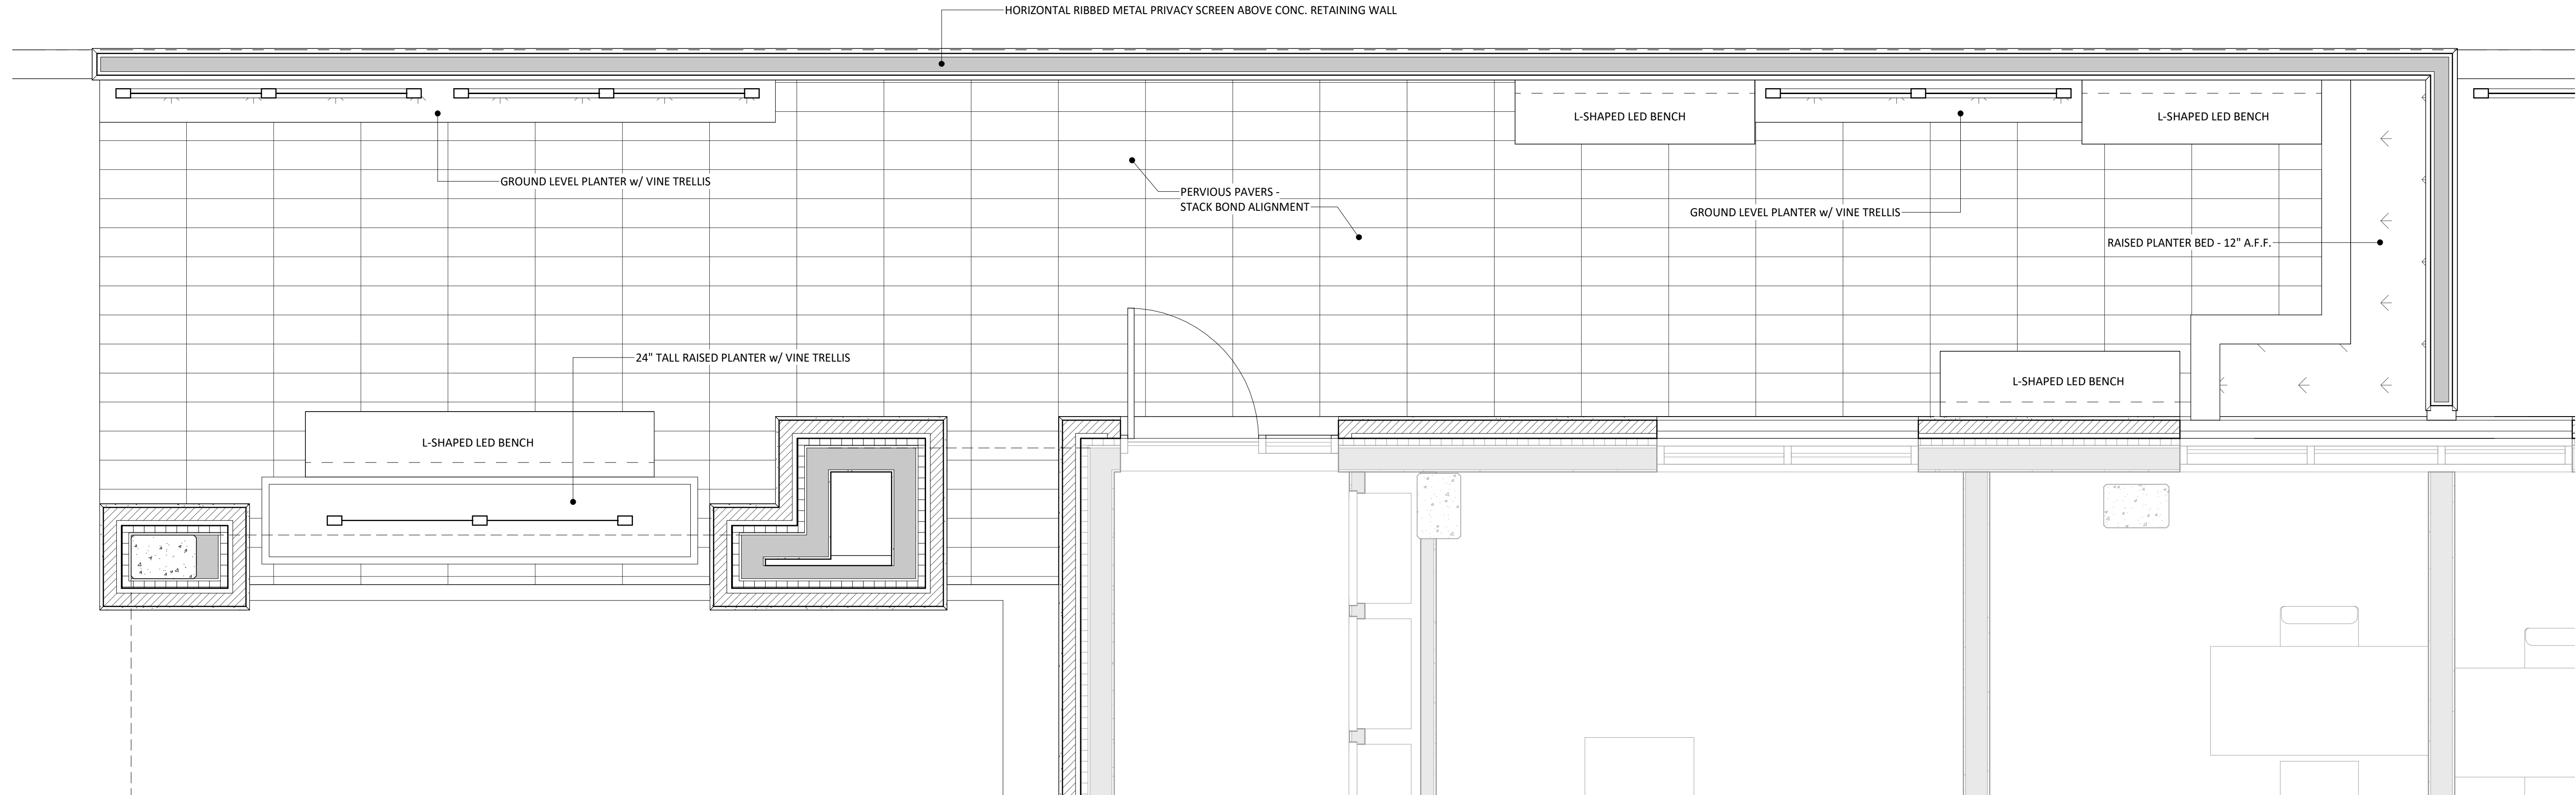 HORIZONTAL RIBBED METAL PRIVACY SCREEN ABOVE CONC. RETAINING WALL
L-SHAPED LED BENCH
L-SHAPED LED BENCH
GROUND LEVEL PLANTER w/ VINE TRELLIS
PERVIOUS PAVERS -
STACK BOND ALIGNMENT
GROUND LEVEL PLANTER w/ VINE TRELLIS
RAISED PLANTER BED - 12" A.F.F.
24" TALL RAISED PLANTER w/ VINE TRELLIS
L-SHAPED LED BENCH
L-SHAPED LED BENCH